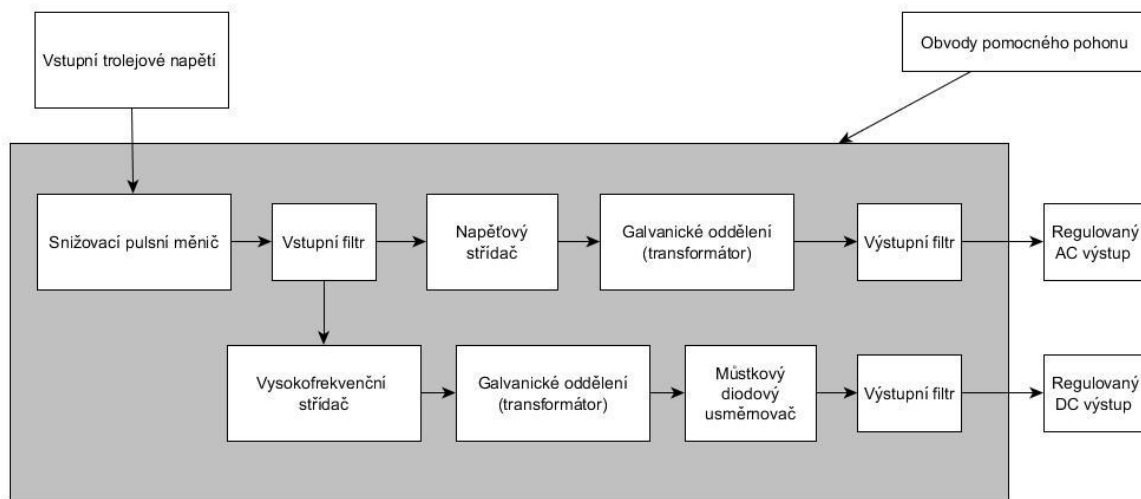 Vstupní trolejové napětí
Obvody pomocného pohonu
Snižovací pulsní měnič
Vstupní filtr
Napěťový
střídač
Galvanické oddělení
(transformátor)
Výstupní filtr
Regulovaný
AC výstup
Vysokofrekvenční
střídač
Galvanické oddělení
(transformátor)
Můstkový
diodový
usměrnovač
Výstupní filtr
Regulovaný
DC výstup